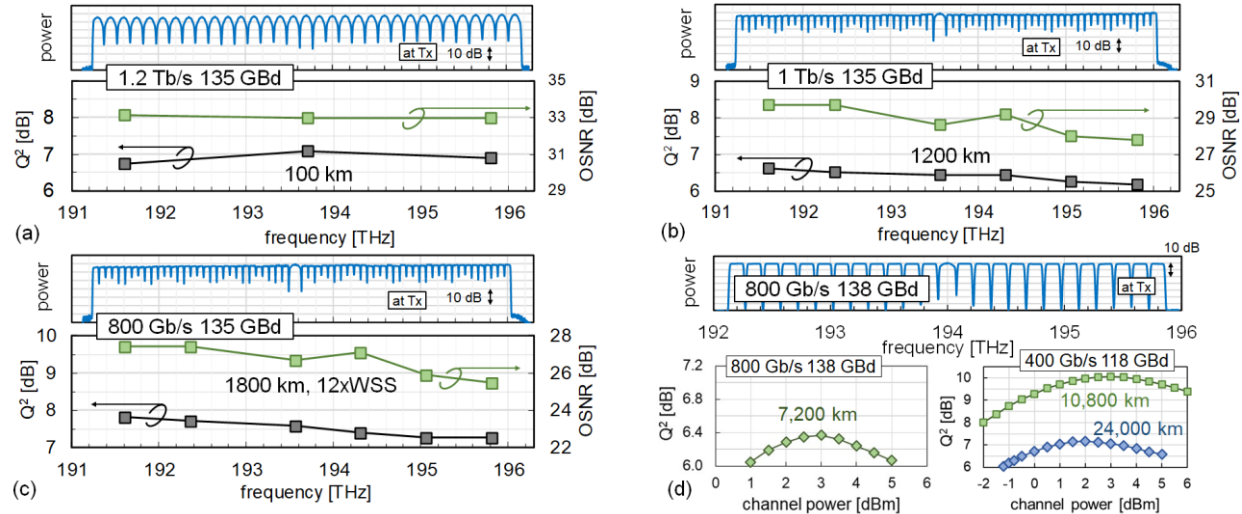 power
at Tx
10 dB
1.2 Tb/s 135 GBd
Q² [dB]
8
7
6
35
33
31
29
OSNR [dB]
100 km
191 192 193 194 195 196
frequency [THz]
(a)
power
at Tx
10 dB
1 Tb/s 135 GBd
Q² [dB]
9
8
7
6
31
29
27
25
OSNR [dB]
1200 km
191 192 193 194 195 196
frequency [THz]
(b)
power
at Tx
10 dB
800 Gb/s 135 GBd
Q² [dB]
10
9
8
7
28
26
24
22
OSNR [dB]
1800 km, 12xWSS
191 192 193 194 195 196
frequency [THz]
(c)
power
10 dB
at Tx
800 Gb/s 138 GBd
192 193 194 195 196
frequency [THz]
800 Gb/s 138 GBd
Q² [dB]
7.2
6.8
6.4
6.0
7,200 km
0 1 2 3 4 5 6
channel power [dBm]
400 Gb/s 118 GBd
Q² [dB]
10
9
8
7
6
10,800 km
24,000 km
-2 -1 0 1 2 3 4 5 6
channel power [dBm]
(d)